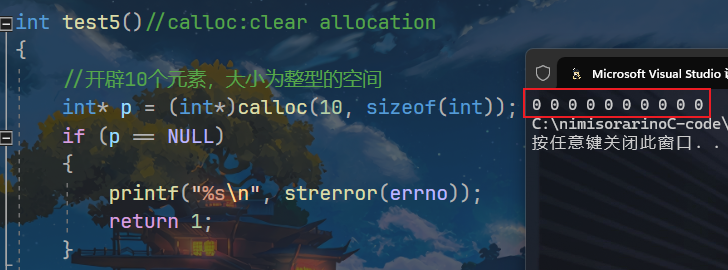 int test5()//calloc:clear allocation
{
//开辟10个元素，大小为整型的空间
int* p = (int*)calloc(10, sizeof(int));
if (p == NULL)
{
printf("%s\n", strerror(errno));
return 1;
}
Microsoft Visual Studio
0 0 0 0 0 0 0 0 0 0
C:\nimisorarinoC-code\
按任意键关闭此窗口. . .